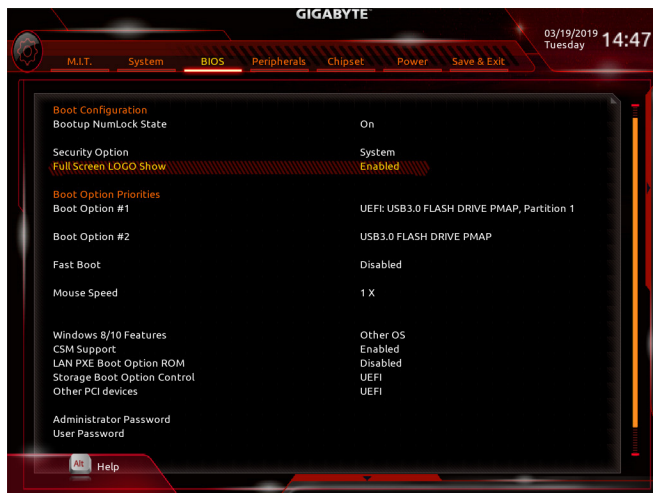 GIGABYTE™
03/19/2019 14:47
Tuesday
M.I.T. System BIOS Peripherals Chipset Power Save & Exit
Boot Configuration
Bootup NumLock State On
Security Option System
Full Screen LOGO Show Enabled
Boot Option Priorities
Boot Option #1 UEFI: USB3.0 FLASH DRIVE PMAP, Partition 1
Boot Option #2 USB3.0 FLASH DRIVE PMAP
Fast Boot Disabled
Mouse Speed 1 X
Windows 8/10 Features Other OS
CSM Support Enabled
LAN PXE Boot Option ROM Disabled
Storage Boot Option Control UEFI
Other PCI devices UEFI
Administrator Password
User Password
Alt Help